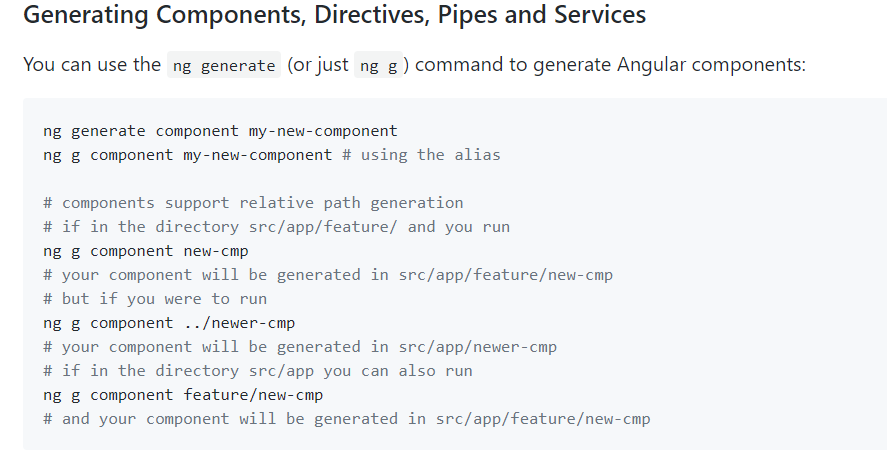 Generating Components, Directives, Pipes and Services
You can use the ng generate (or just ng g) command to generate Angular components:
ng generate component my-new-component
ng g component my-new-component # using the alias
# components support relative path generation
# if in the directory src/app/feature/ and you run
ng g component new-cmp
# your component will be generated in src/app/feature/new-cmp
# but if you were to run
ng g component ../newer-cmp
# your component will be generated in src/app/newer-cmp
# if in the directory src/app you can also run
ng g component feature/new-cmp
# and your component will be generated in src/app/feature/new-cmp